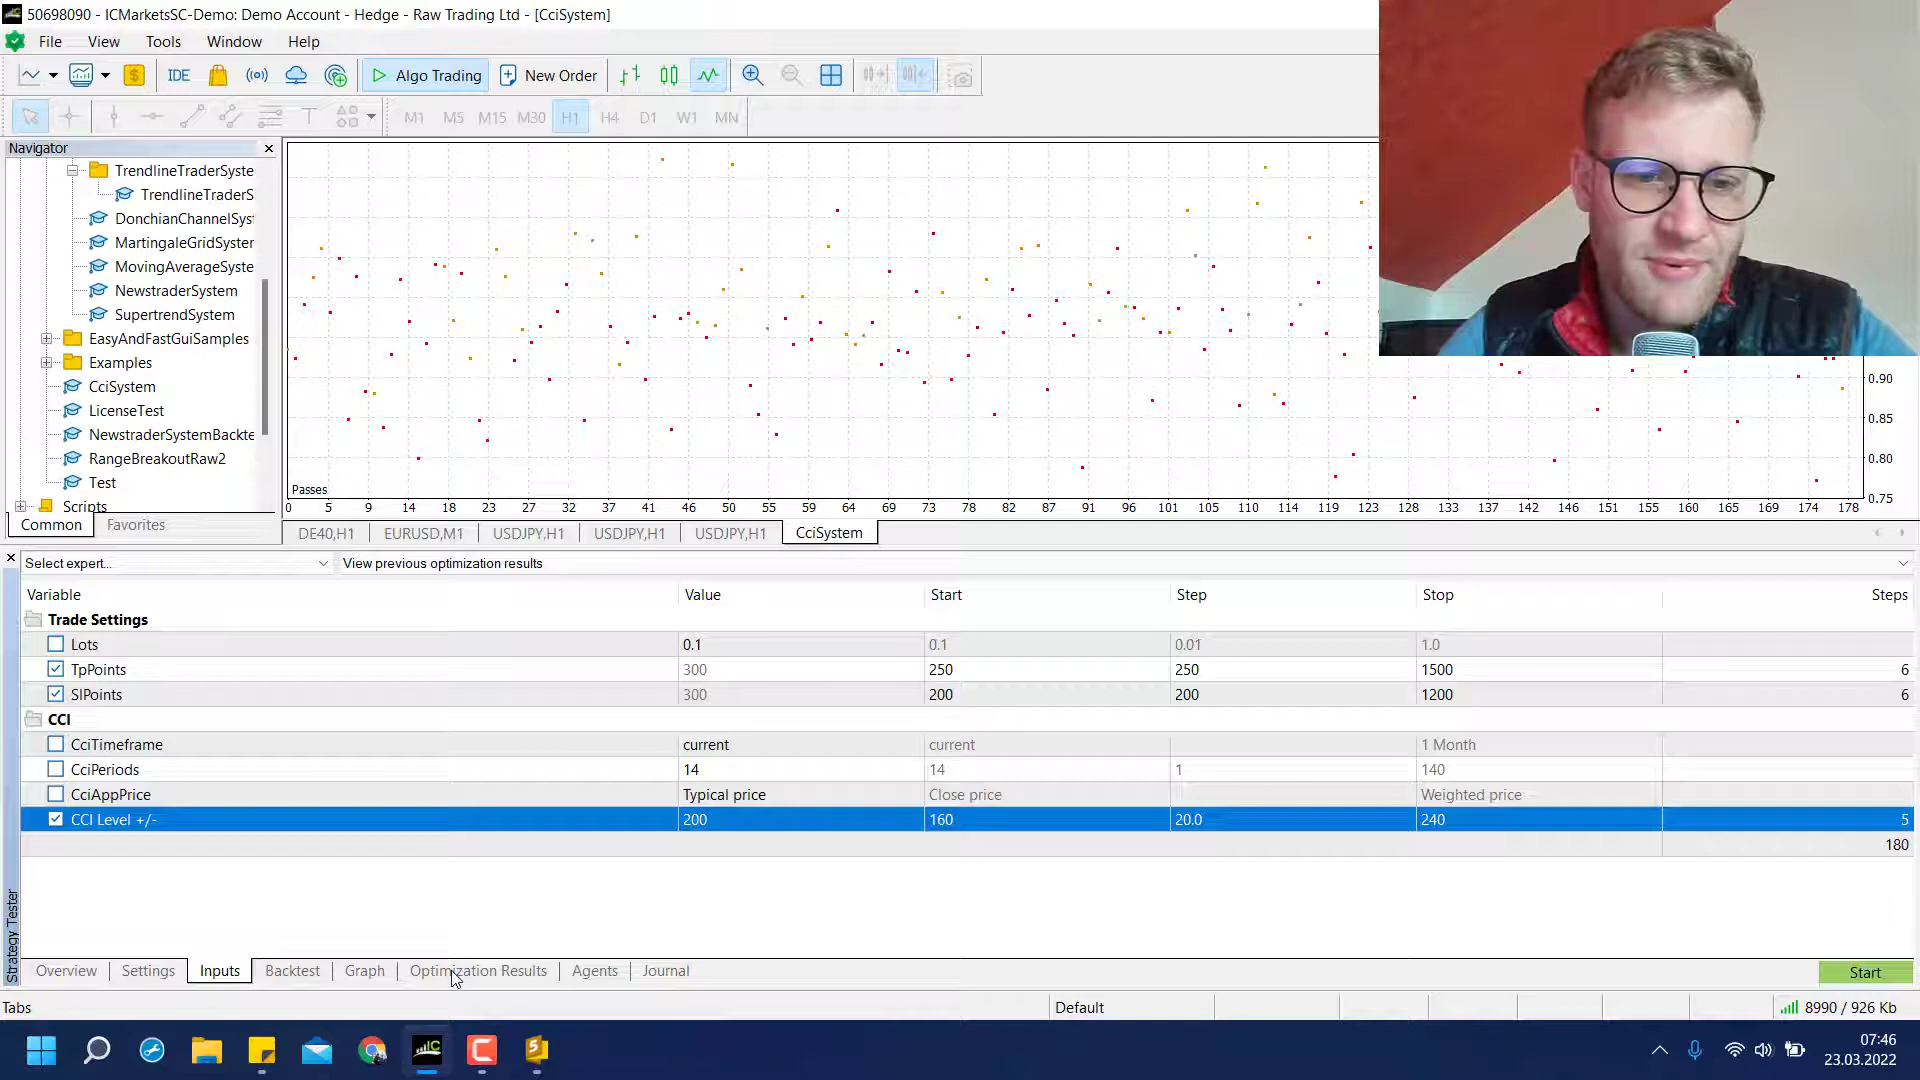 50698090 - ICMarketsSC-Demo: Demo Account - Hedge - Raw Trading Ltd - [CciSystem]
File View Tools Window Help
IDE Algo Trading New Order
M1 M5 M15 M30 H1 H4 D1 W1 MN
Navigator
TrendlineTraderSyste
TrendlineTraderS
DonchianChannelSyst
MartingaleGridSyster
MovingAverageSyste
NewstraderSystem
SupertrendSystem
EasyAndFastGuiSamples
Examples
CciSystem
LicenseTest
NewstraderSystemBackte
RangeBreakoutRaw2
Test
Scripts
Common Favorites
0.90
0.85
0.80
0.75
Passes
0 5 9 14 18 23 27 32 37 41 46 50 55 59 64 69 73 78 82 87 91 96 101 105 110 114 119 123 128 133 137 142 146 151 155 160 165 169 174 178
DE40,H1 EURUSD,M1 USDJPY,H1 USDJPY,H1 USDJPY,H1 CciSystem
Select expert... View previous optimization results
Variable Value Start Step Stop Steps
Trade Settings
Lots 0.1 0.1 0.01 1.0
TpPoints 300 250 250 1500 6
SlPoints 300 200 200 1200 6
CCI
CciTimeframe current current 1 Month
CciPeriods 14 14 1 140
CciAppPrice Typical price Close price Weighted price
CCI Level +/- 200 160 20.0 240 5
180
Strategy Tester
Overview Settings Inputs Backtest Graph Optimization Results Agents Journal Start
Tabs Default 8990 / 926 Kb
IC
07:46
23.03.2022